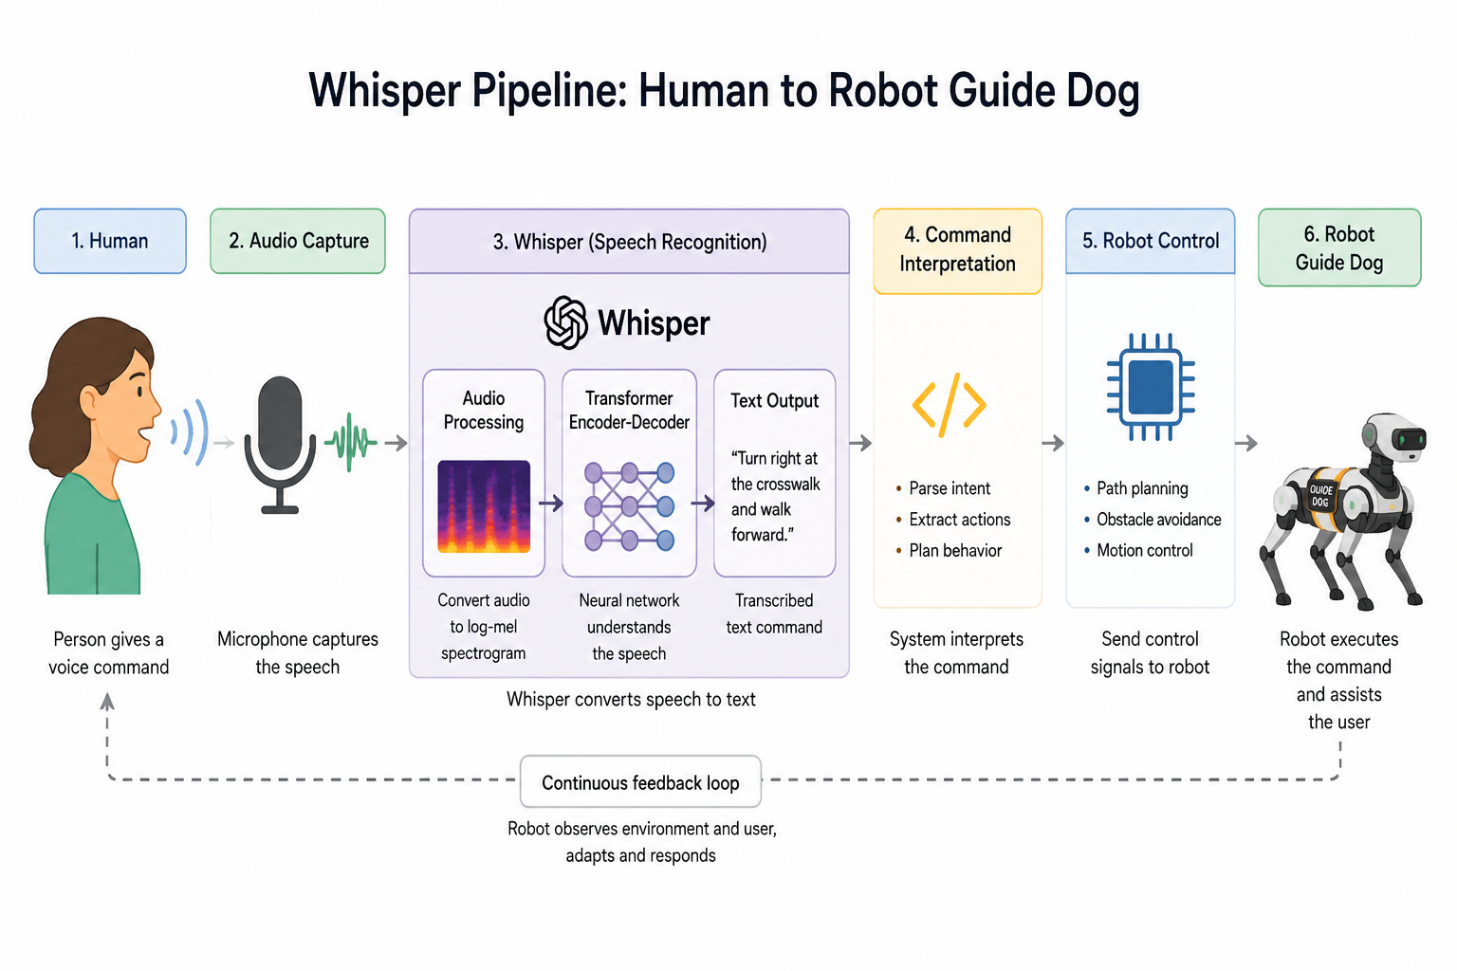 Whisper Pipeline: Human to Robot Guide Dog
1. Human
2. Audio Capture
3. Whisper (Speech Recognition)
4. Command
Interpretation
5. Robot Control
6. Robot
Guide Dog
Whisper
Audio
Processing
Transformer
Encoder-Decoder
Text Output
“Turn right at
the crosswalk
and walk
forward.”
Convert audio
to log-mel
spectrogram
Neural network
understands
the speech
Transcribed
text command
• Parse intent
• Extract actions
• Plan behavior
• Path planning
• Obstacle avoidance
• Motion control
GUIDE
DOG
Person gives a
voice command
Microphone captures
the speech
Whisper converts speech to text
System interprets
the command
Send control
signals to robot
Robot executes
the command
and assists
the user
Continuous feedback loop
Robot observes environment and user,
adapts and responds